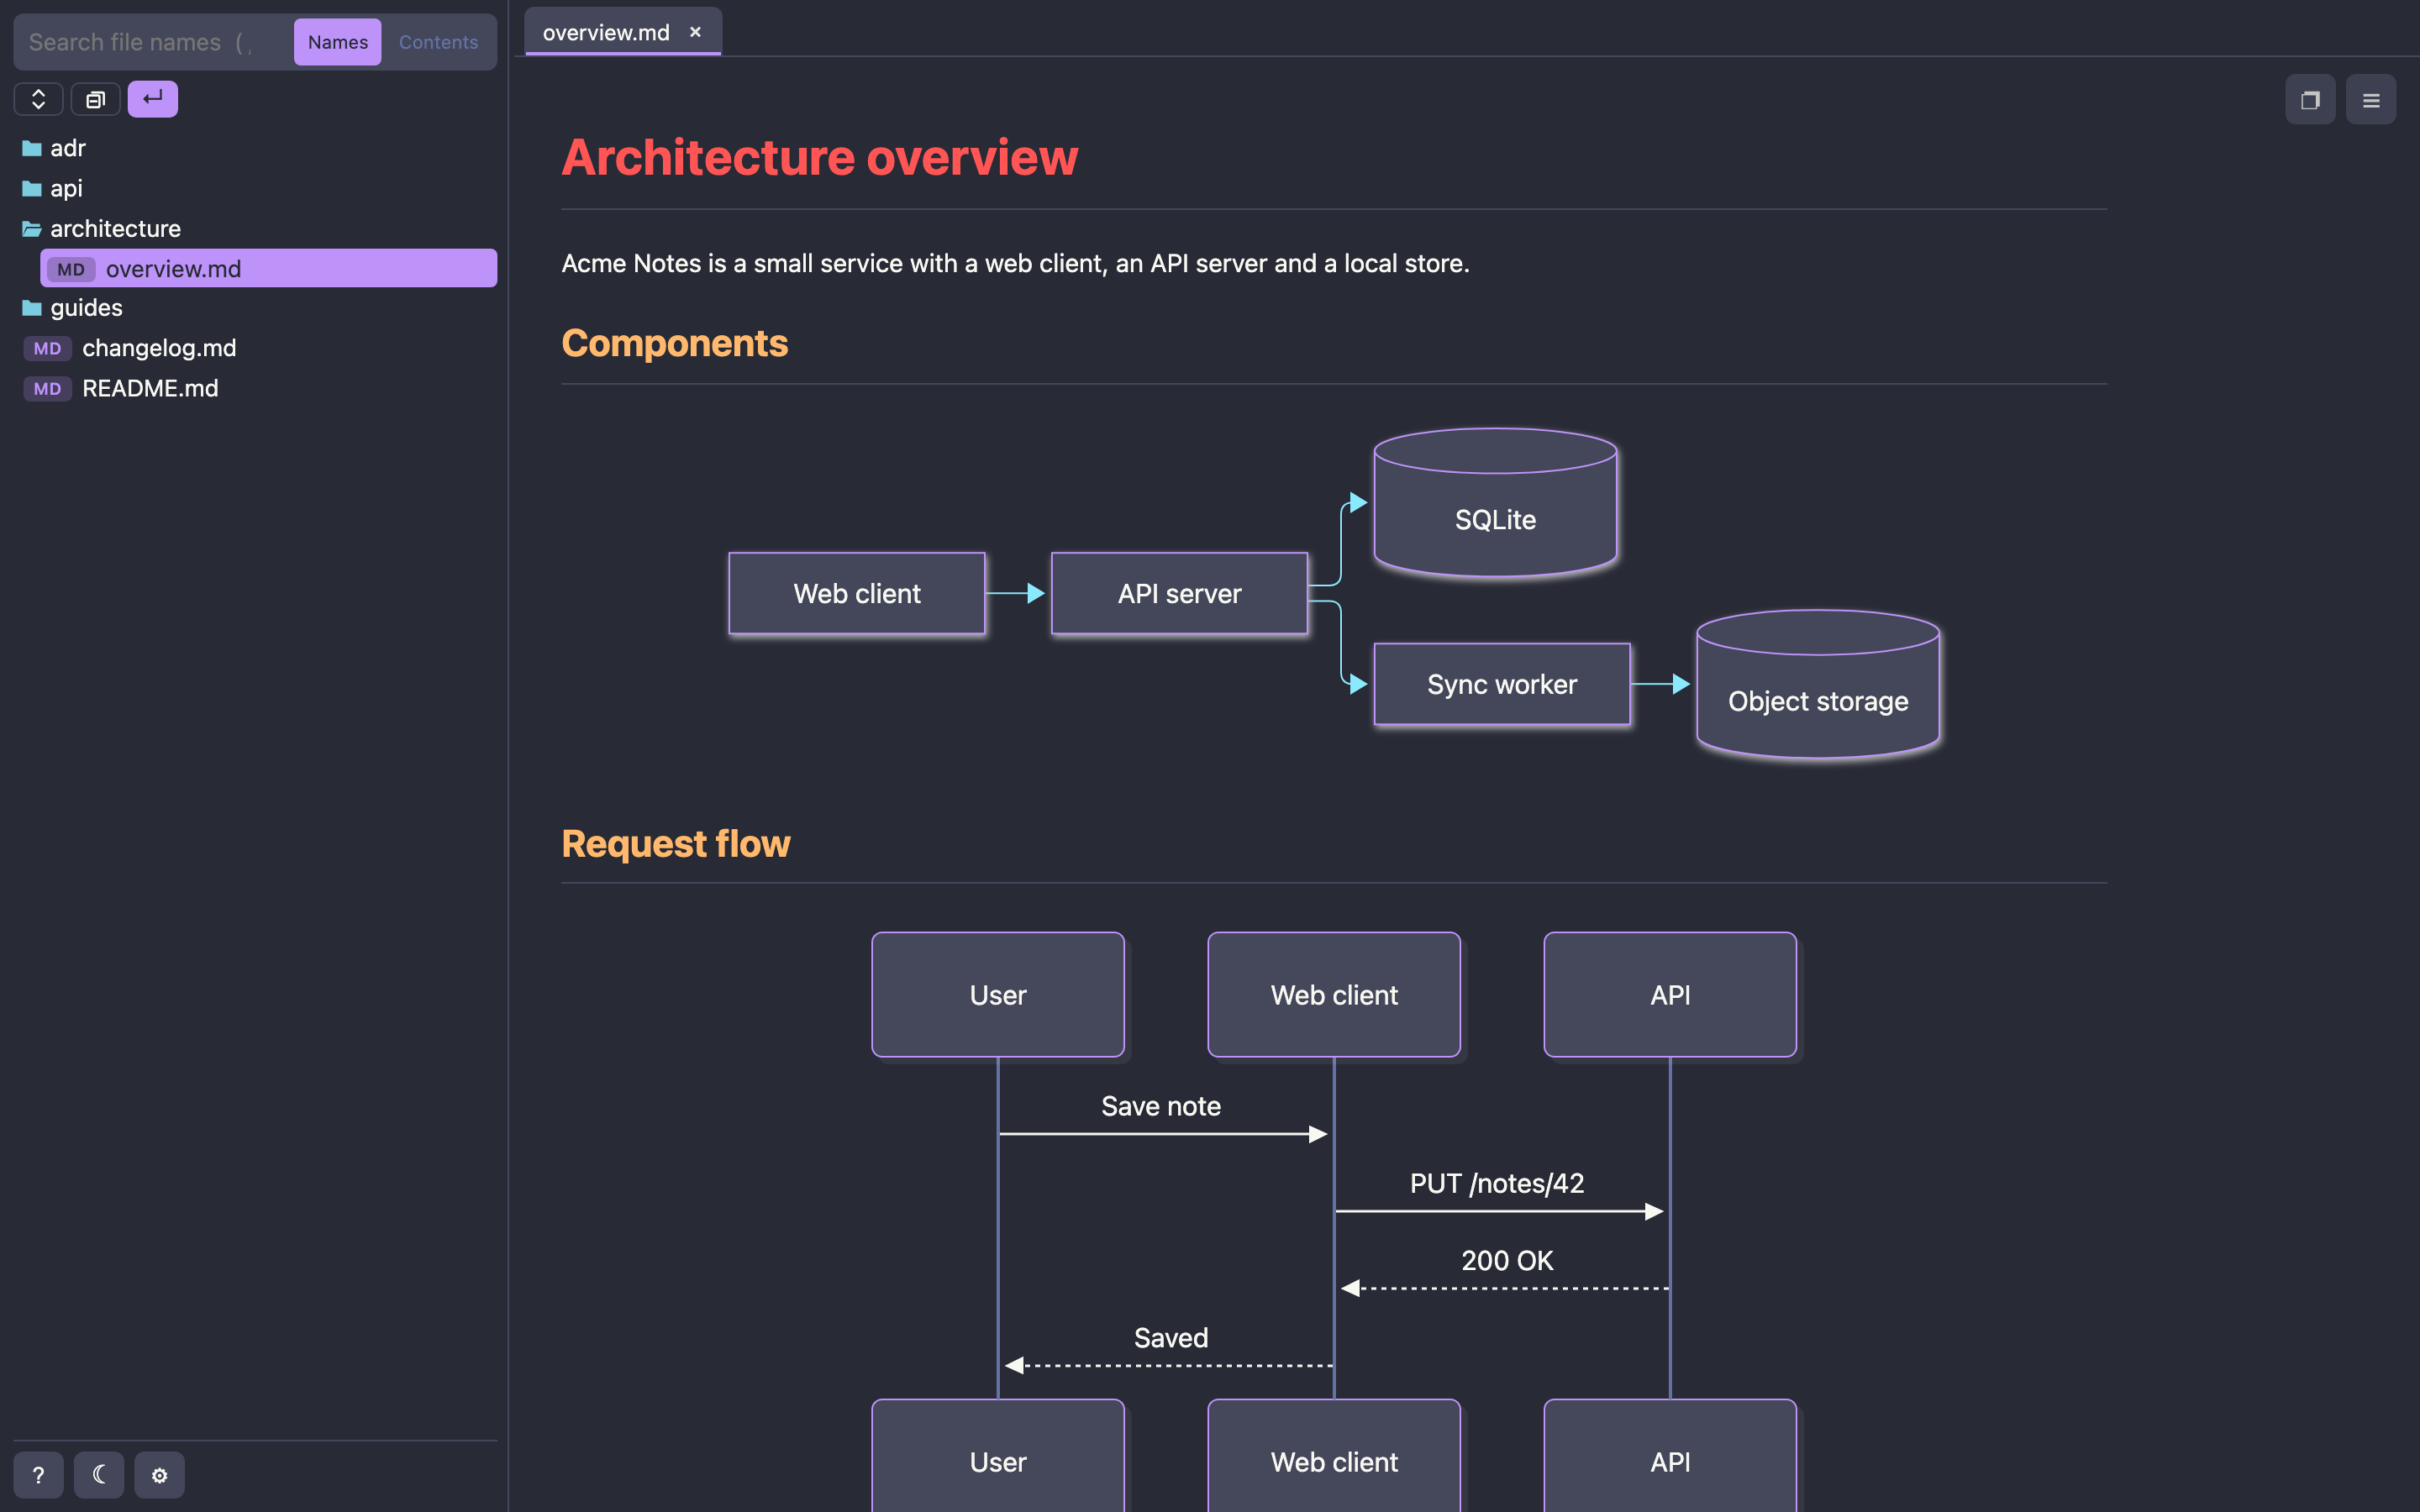 Search file names (
Names
Contents
adr
api
architecture
MD overview.md
guides
MD changelog.md
MD README.md
?
overview.md ×
Architecture overview
Acme Notes is a small service with a web client, an API server and a local store.
Components
SQLite
Web client
API server
Sync worker
Object storage
Request flow
User
Web client
API
Save note
PUT /notes/42
200 OK
Saved
User
Web client
API